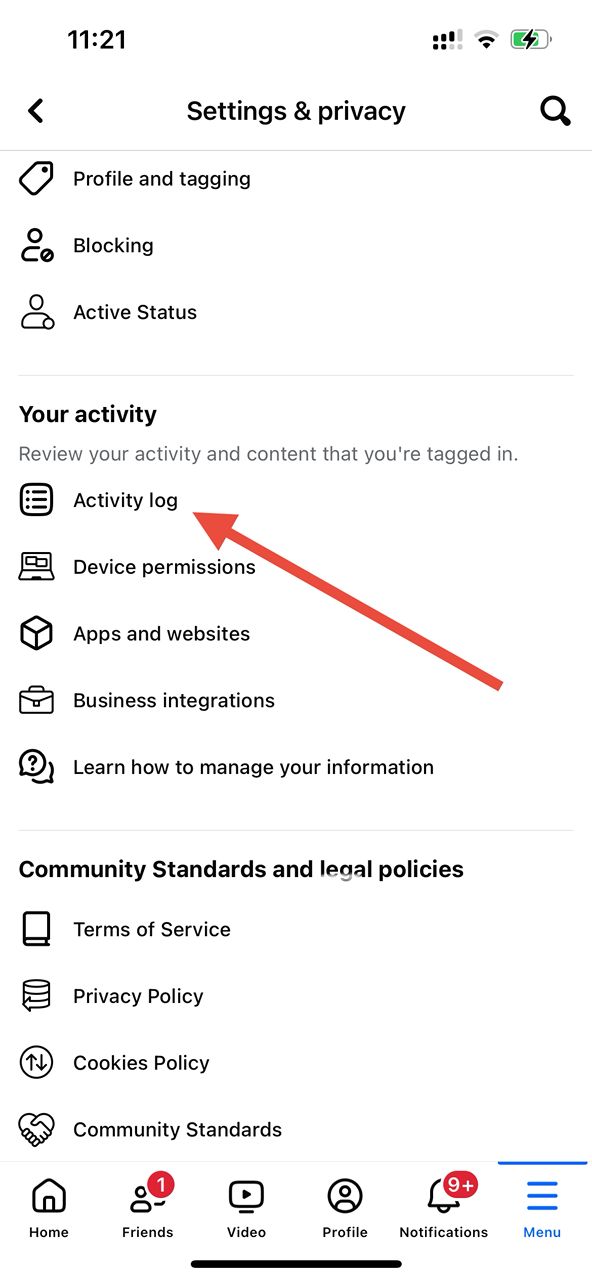 11:21
Settings & privacy
Profile and tagging
Blocking
Active Status
Your activity
Review your activity and content that you're tagged in.
Activity log
Device permissions
Apps and websites
Business integrations
Learn how to manage your information
Community Standards and legal policies
Terms of Service
Privacy Policy
Cookies Policy
Community Standards
1
9+
Home
Friends
Video
Profile
Notifications
Menu